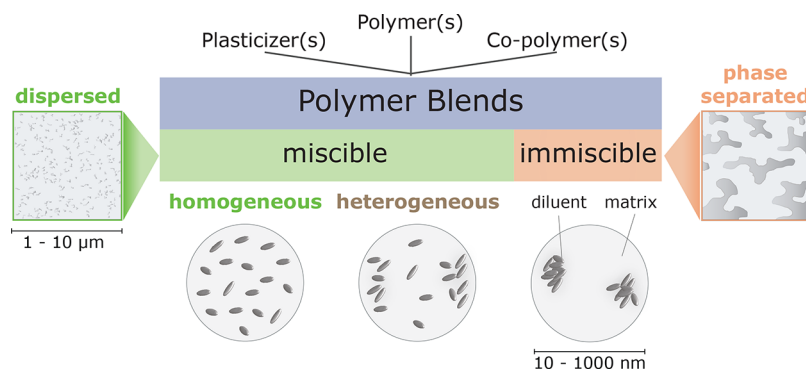 Polymer(s)
Plasticizer(s)
Co-polymer(s)
dispersed
phase
separated
Polymer Blends
miscible
immiscible
homogeneous
heterogeneous
diluent
matrix
1 - 10 µm
10 - 1000 nm